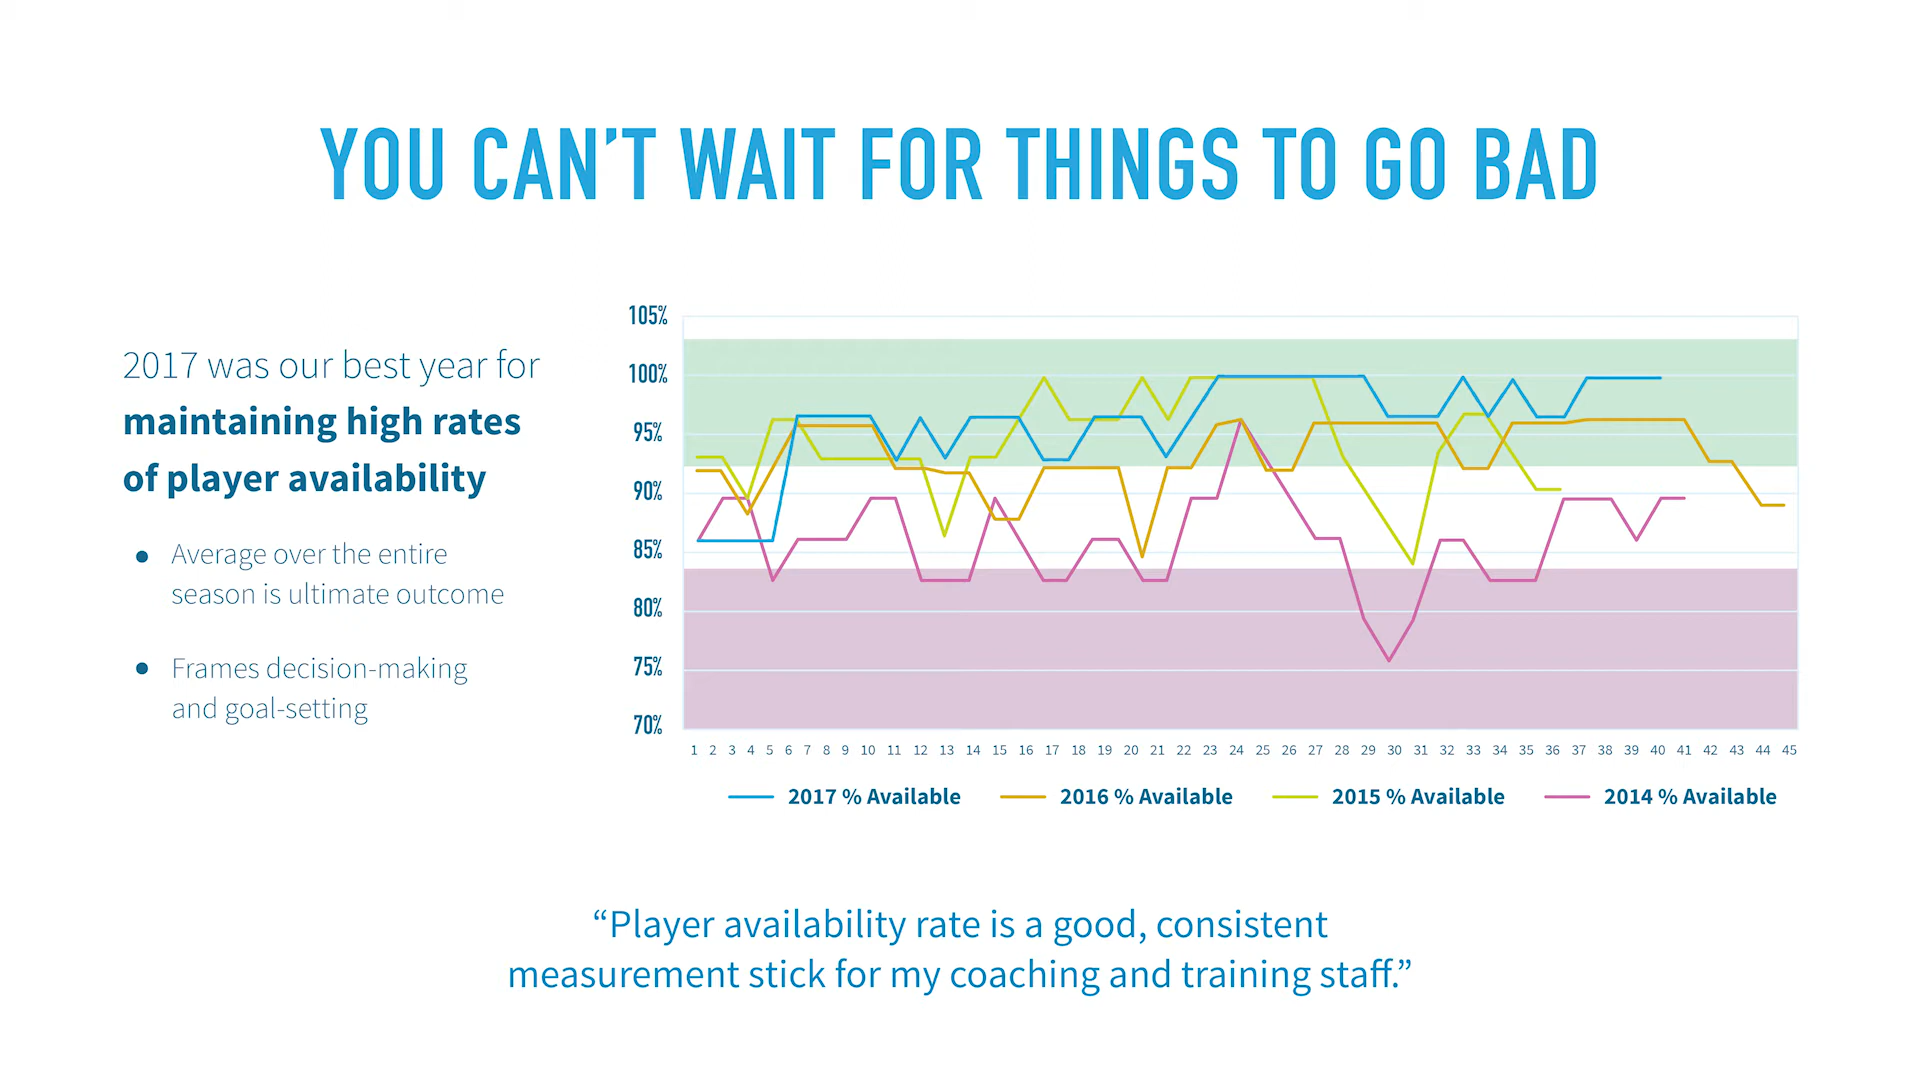 YOU CAN’T WAIT FOR THINGS TO GO BAD
2017 was our best year for
maintaining high rates
of player availability
● Average over the entire
season is ultimate outcome
● Frames decision-making
and goal-setting
105%
100%
95%
90%
85%
80%
75%
70%
1 2 3 4 5 6 7 8 9 10 11 12 13 14 15 16 17 18 19 20 21 22 23 24 25 26 27 28 29 30 31 32 33 34 35 36 37 38 39 40 41 42 43 44 45
2017 % Available 2016 % Available 2015 % Available 2014 % Available
“Player availability rate is a good, consistent
measurement stick for my coaching and training staff.”